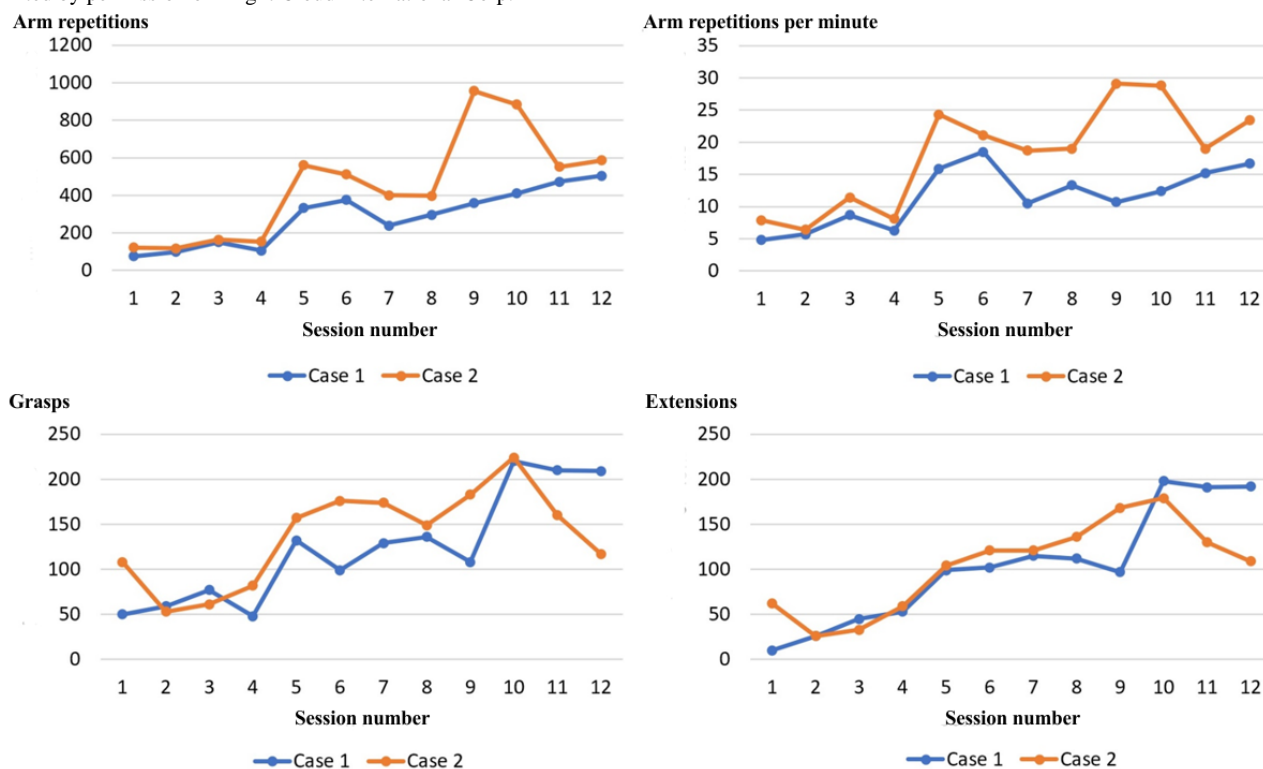 Arm repetitions
1200
1000
800
600
400
200
0
1 2 3 4 5 6 7 8 9 10 11 12
Session number
Case 1 Case 2
Arm repetitions per minute
35
30
25
20
15
10
5
0
1 2 3 4 5 6 7 8 9 10 11 12
Session number
Case 1 Case 2
Grasps
250
200
150
100
50
0
1 2 3 4 5 6 7 8 9 10 11 12
Session number
Case 1 Case 2
Extensions
250
200
150
100
50
0
1 2 3 4 5 6 7 8 9 10 11 12
Session number
Case 1 Case 2